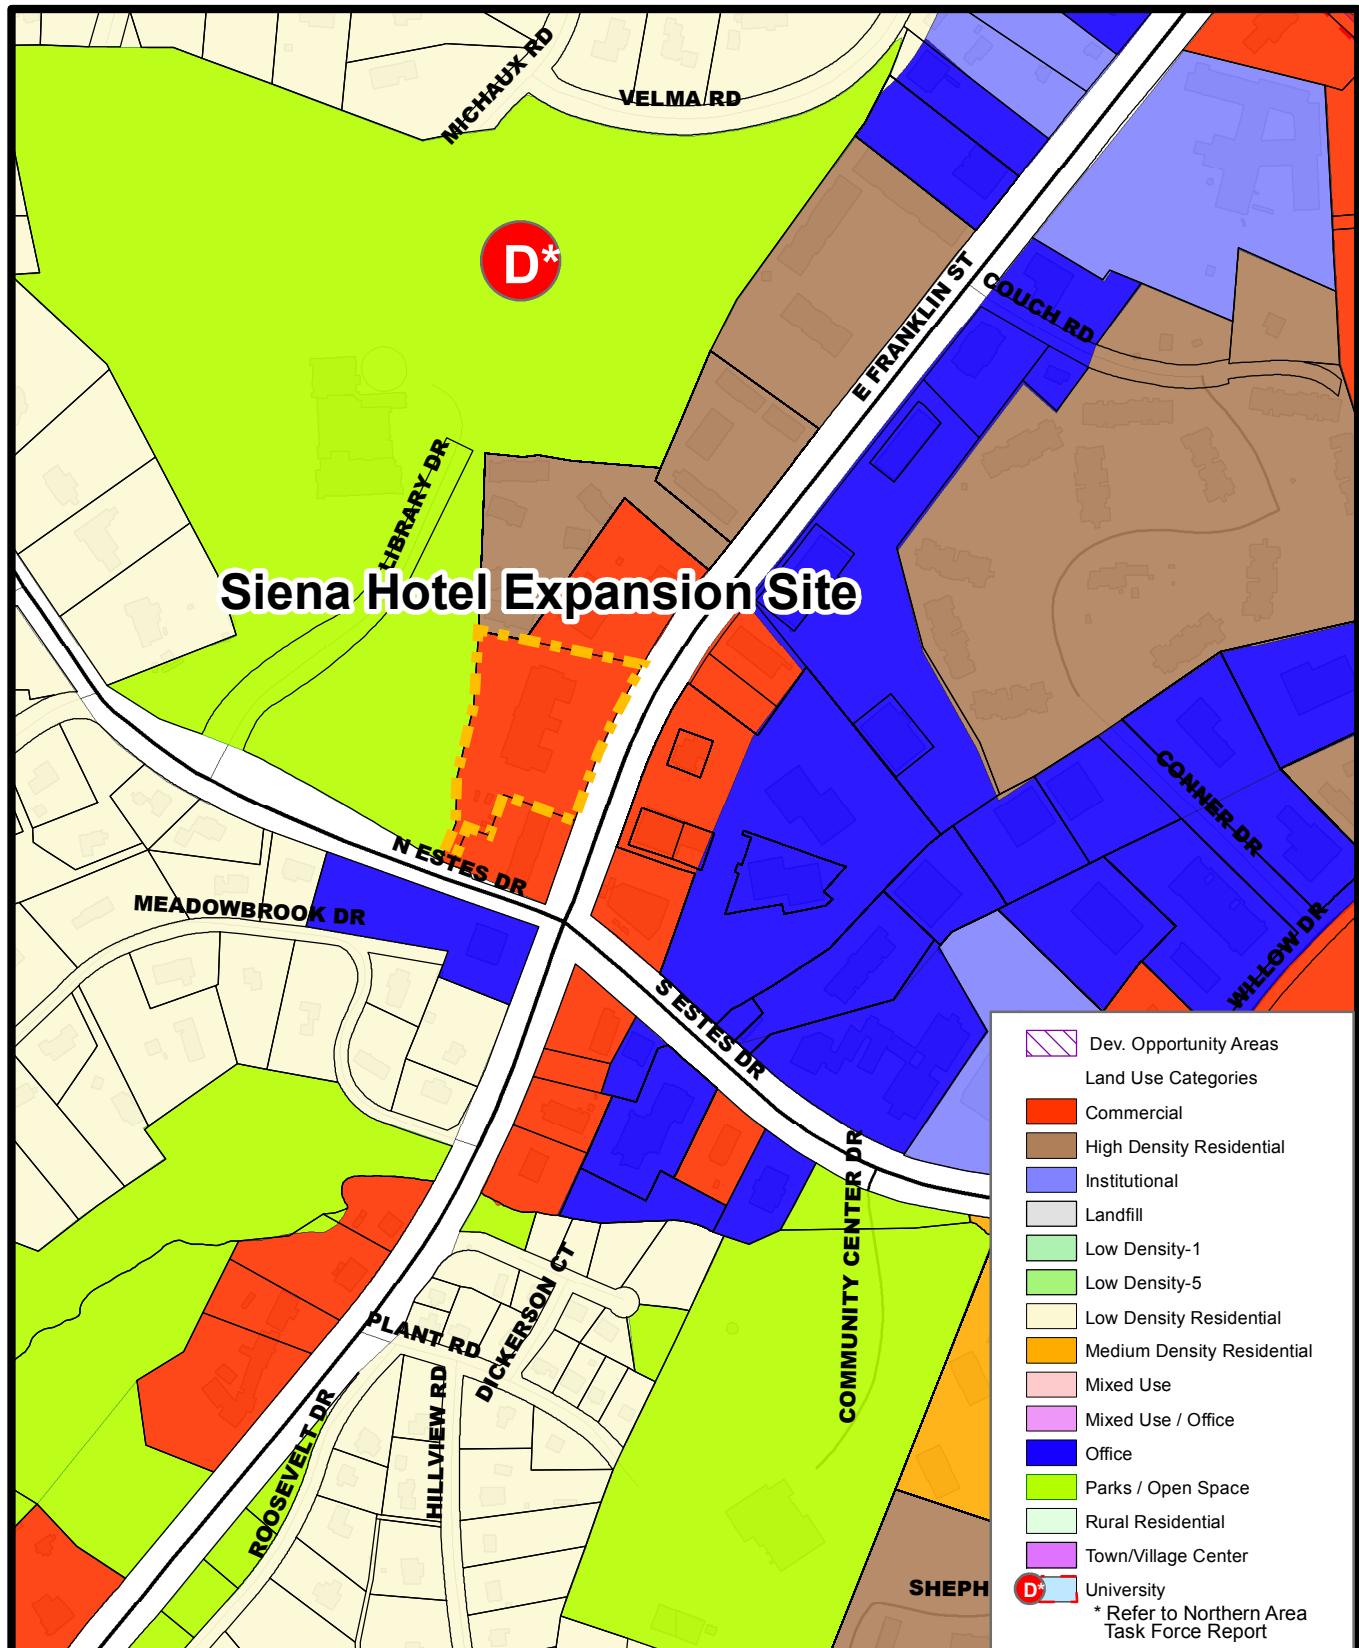 MICHAUX RD
VELMA RD
D*
E FRANKLIN ST
COUCH RD
LIBRARY DR
Siena Hotel Expansion Site
CONNER DR
N ESTES DR
MEADOWBROOK DR
WILLOW DR
S ESTES DR
COMMUNITY CENTER DR
DICKERSON CT
PLANT RD
HILLVIEW RD
ROOSEVELT DR
SHEPH
Dev. Opportunity Areas
Land Use Categories
Commercial
High Density Residential
Institutional
Landfill
Low Density-1
Low Density-5
Low Density Residential
Medium Density Residential
Mixed Use
Mixed Use / Office
Office
Parks / Open Space
Rural Residential
Town/Village Center
D*
University
* Refer to Northern Area
Task Force Report